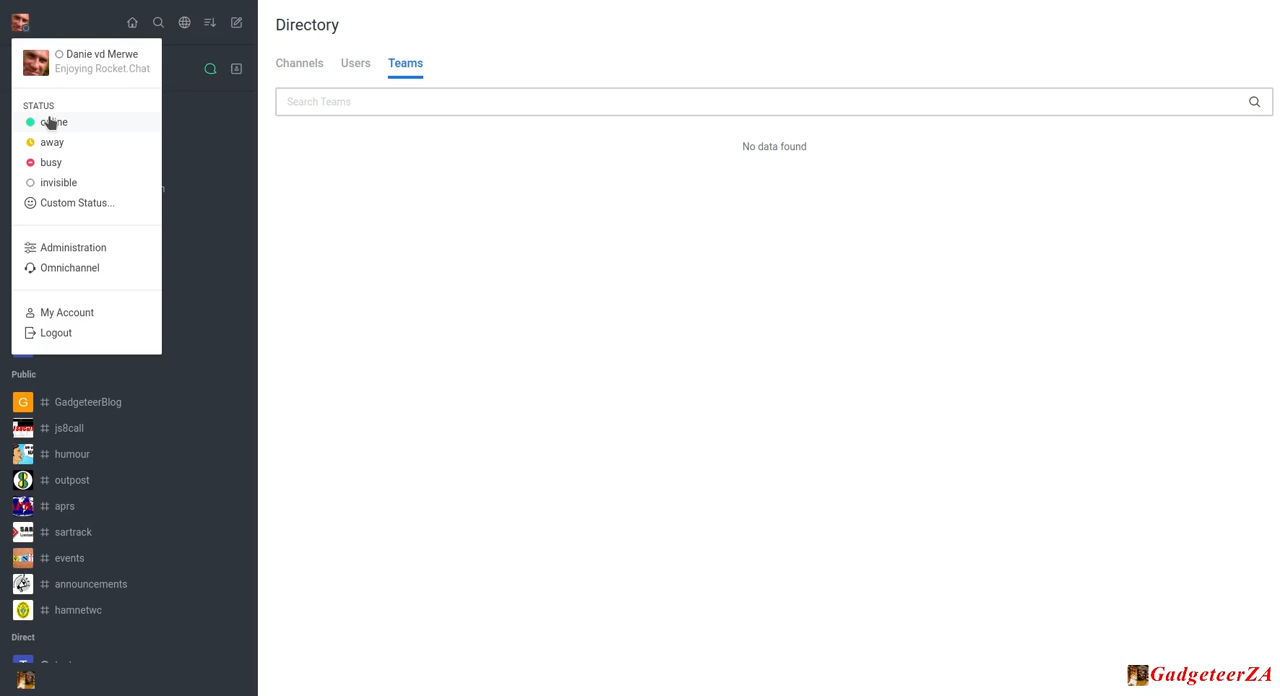 Danie vd Merwe
Enjoying Rocket.Chat
STATUS
online
away
busy
invisible
Custom Status...
Administration
Omnichannel
My Account
Logout
Public
G GadgeteerBlog
js8call
humour
outpost
aprs
sartrack
events
announcements
hamnetwc
Direct
Directory
Channels Users Teams
Search Teams
No data found
GadgeteerZA